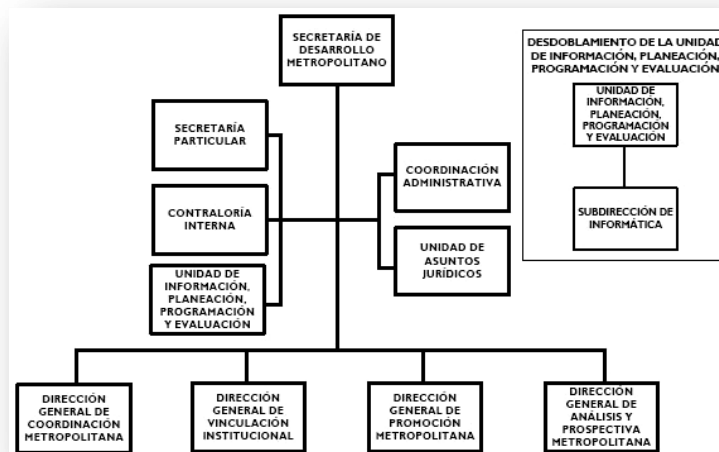 SECRETARÍA DE
DESARROLLO
METROPOLITANO
DESDOBLAMIENTO DE LA UNIDAD
DE INFORMACIÓN, PLANEACIÓN,
PROGRAMACIÓN Y EVALUACIÓN
UNIDAD DE
INFORMACIÓN,
PLANEACIÓN,
PROGRAMACIÓN
Y EVALUACIÓN
SUBDIRECCIÓN DE
INFORMÁTICA
SECRETARÍA
PARTICULAR
COORDINACIÓN
ADMINISTRATIVA
CONTRALORÍA
INTERNA
UNIDAD DE
ASUNTOS
JURÍDICOS
UNIDAD DE
INFORMACIÓN,
PLANEACIÓN,
PROGRAMACIÓN
Y EVALUACIÓN
DIRECCIÓN
GENERAL DE
COORDINACIÓN
METROPOLITANA
DIRECCIÓN
GENERAL DE
VINCULACIÓN
INSTITUCIONAL
DIRECCIÓN
GENERAL DE
PROMOCIÓN
METROPOLITANA
DIRECCIÓN
GENERAL DE
ANÁLISIS Y
PROSPECTIVA
METROPOLITANA